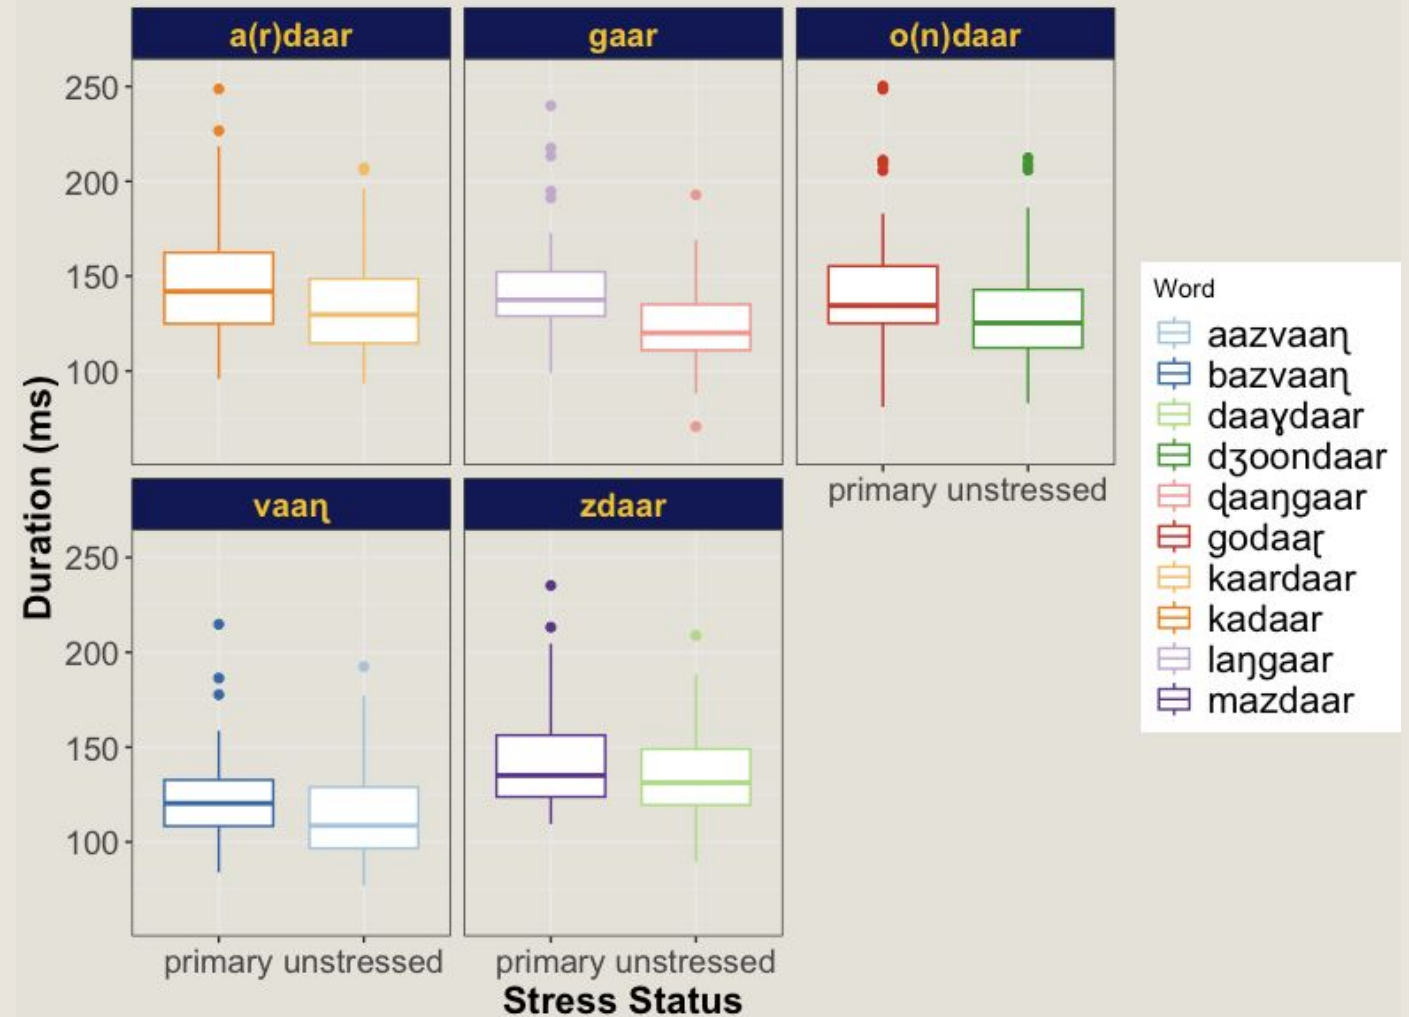 a(r)daar
gaar
o(n)daar
250
200
150
100
primary unstressed
vaaɳ
zdaar
250
200
150
100
primary unstressed
primary unstressed
Duration (ms)
Stress Status
Word
aazvaaɳ
bazvaaɳ
daaɣdaar
dʒoondaar
ɖaaŋgaar
godaaɽ
kaardaar
kadaar
laŋgaar
mazdaar